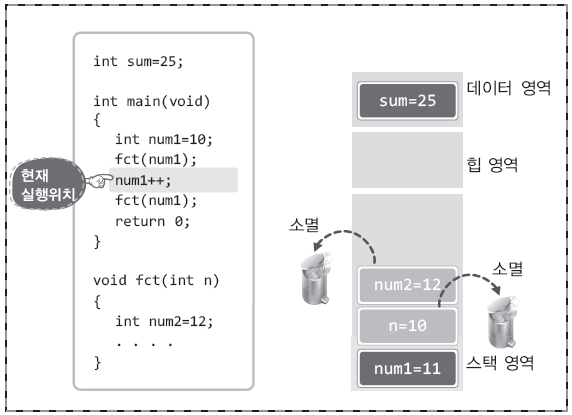 int sum=25;
int main(void)
{
int num1=10;
fct(num1);
num1++;
fct(num1);
return 0;
}
void fct(int n)
{
int num2=12;
. . . .
}
현재
실행위치
sum=25
데이터 영역
힙 영역
소멸
num2=12
소멸
n=10
num1=11
스택 영역